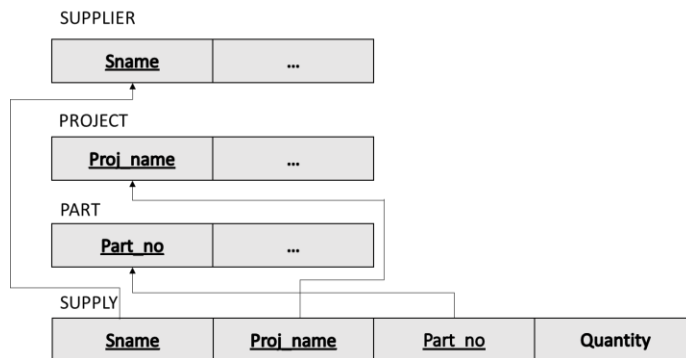 SUPPLIER
Sname ...
PROJECT
Proj_name ...
PART
Part_no ...
SUPPLY
Sname Proj_name Part_no Quantity